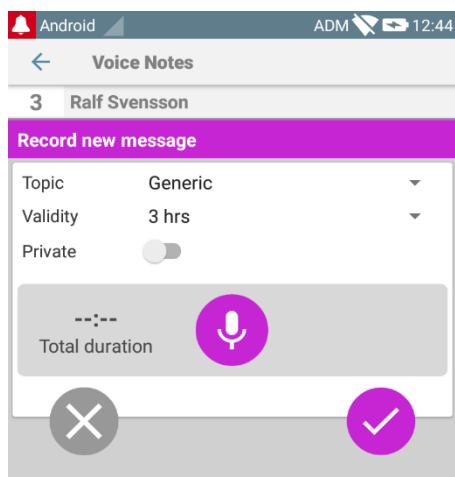 Android ADM 12:44
Voice Notes
3 Ralf Svensson
Record new message
Topic Generic
Validity 3 hrs
Private
--:--
Total duration